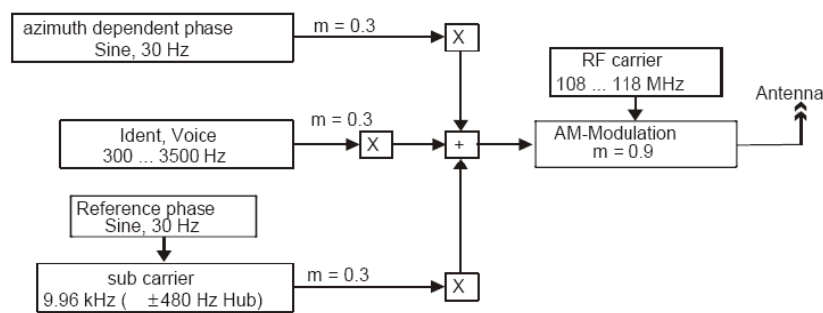 azimuth dependent phase
Sine, 30 Hz
m = 0.3
X
RF carrier
108 ... 118 MHz
Antenna
Ident, Voice
300 ... 3500 Hz
m = 0.3
X
+
AM-Modulation
m = 0.9
Reference phase
Sine, 30 Hz
sub carrier
9.96 kHz ( ±480 Hz Hub)
m = 0.3
X